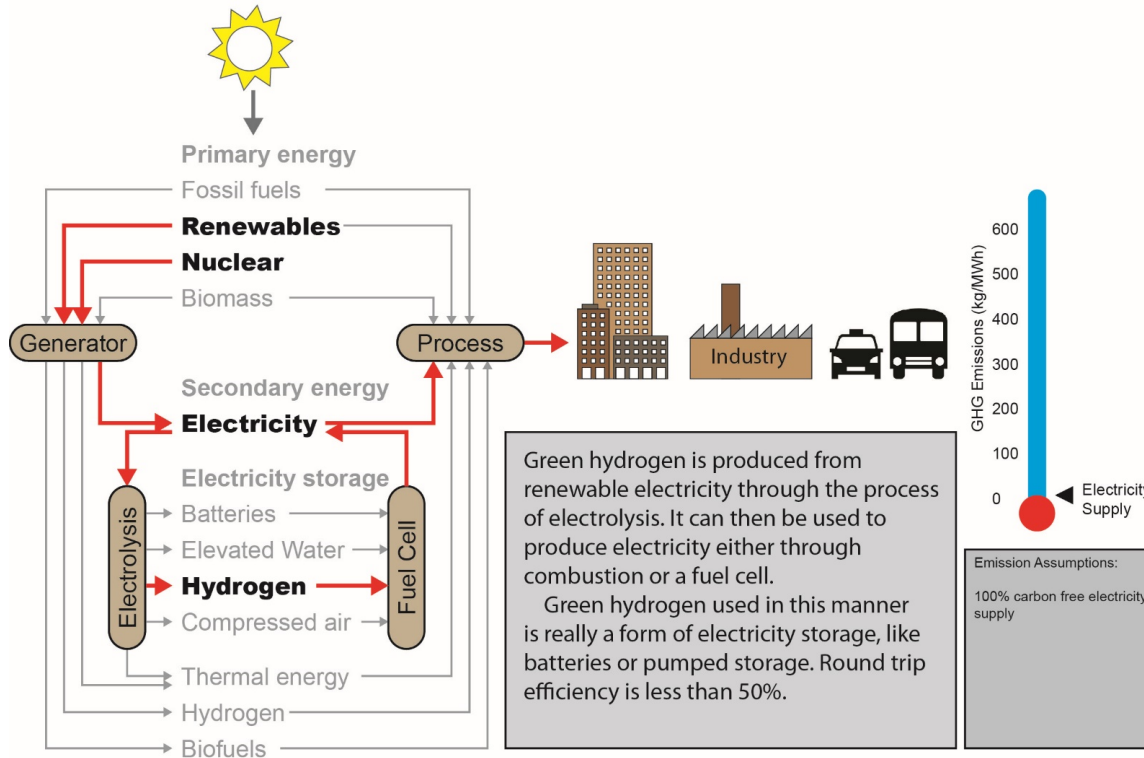 Primary energy
Fossil fuels
Renewables
Nuclear
Biomass
Generator
Process
Secondary energy
Electricity
Electricity storage
Batteries
Elevated Water
Hydrogen
Compressed air
Electrolysis
Fuel Cell
Thermal energy
Hydrogen
Biofuels
Industry
Green hydrogen is produced from
renewable electricity through the process
of electrolysis. It can then be used to
produce electricity either through
combustion or a fuel cell.
Green hydrogen used in this manner
is really a form of electricity storage, like
batteries or pumped storage. Round trip
efficiency is less than 50%.
GHG Emissions (kg/MWh)
600
500
400
300
200
100
0
Electricity
Supply
Emission Assumptions:
100% carbon free electricity
supply